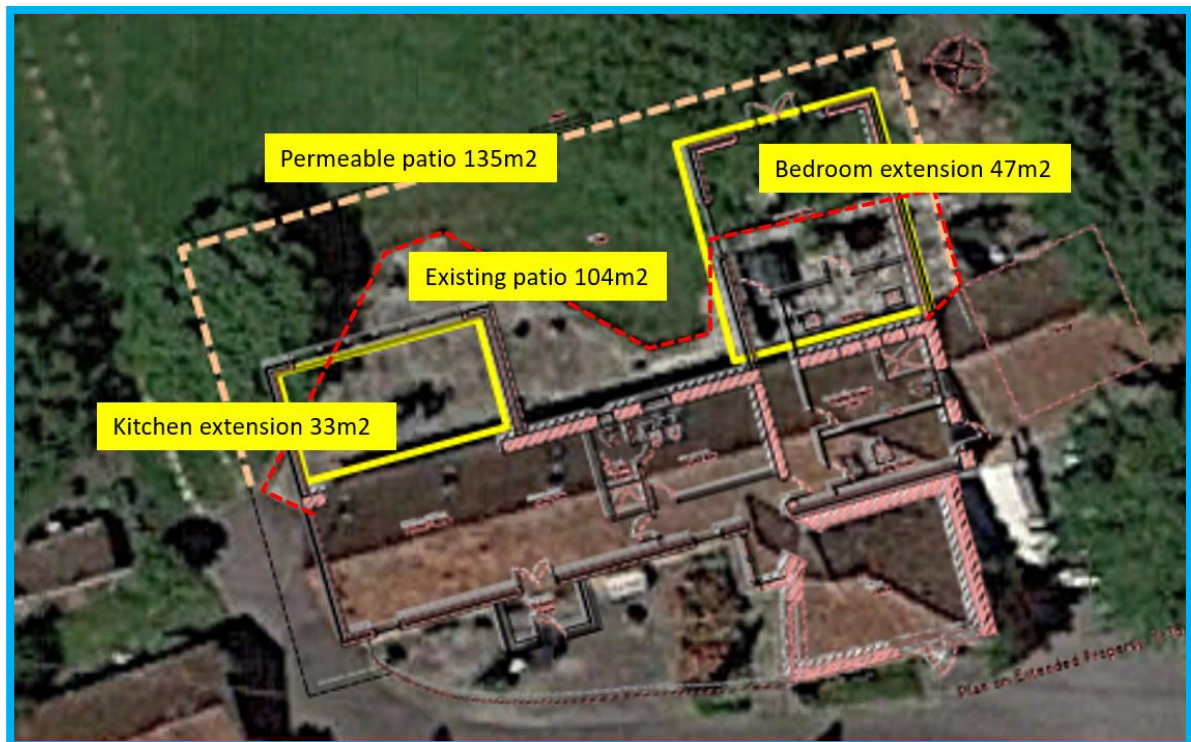 Permeable patio 135m2
Bedroom extension 47m2
Existing patio 104m2
Kitchen extension 33m2
Plan on Extended Property